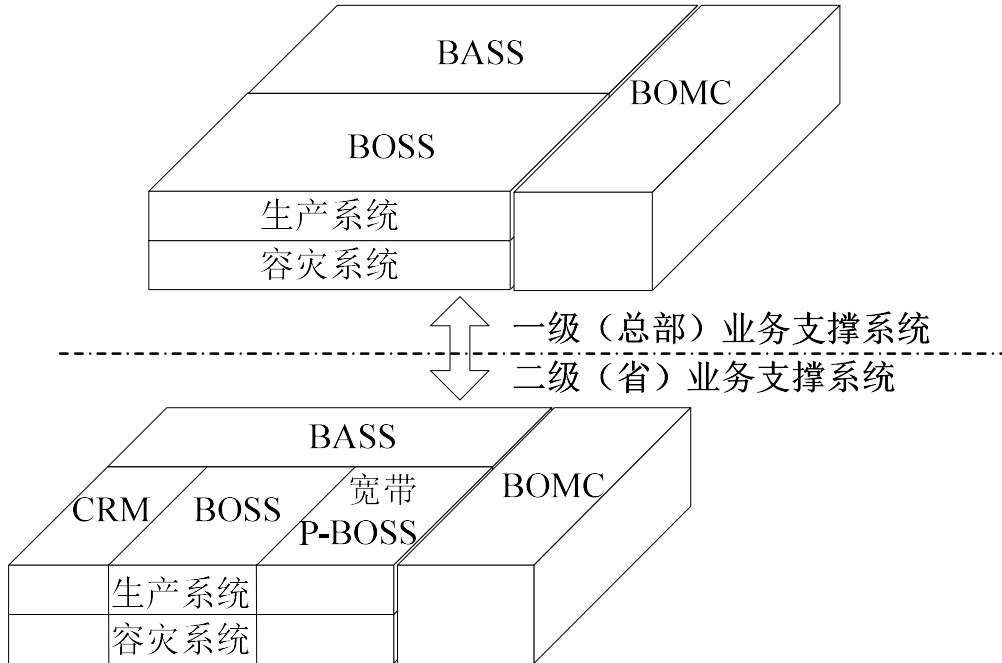 BASS
BOMC
BOSS
生产系统
容灾系统
一级（总部）业务支撑系统
二级（省）业务支撑系统
BASS
CRM
BOSS
宽带
P-BOSS
BOMC
生产系统
容灾系统